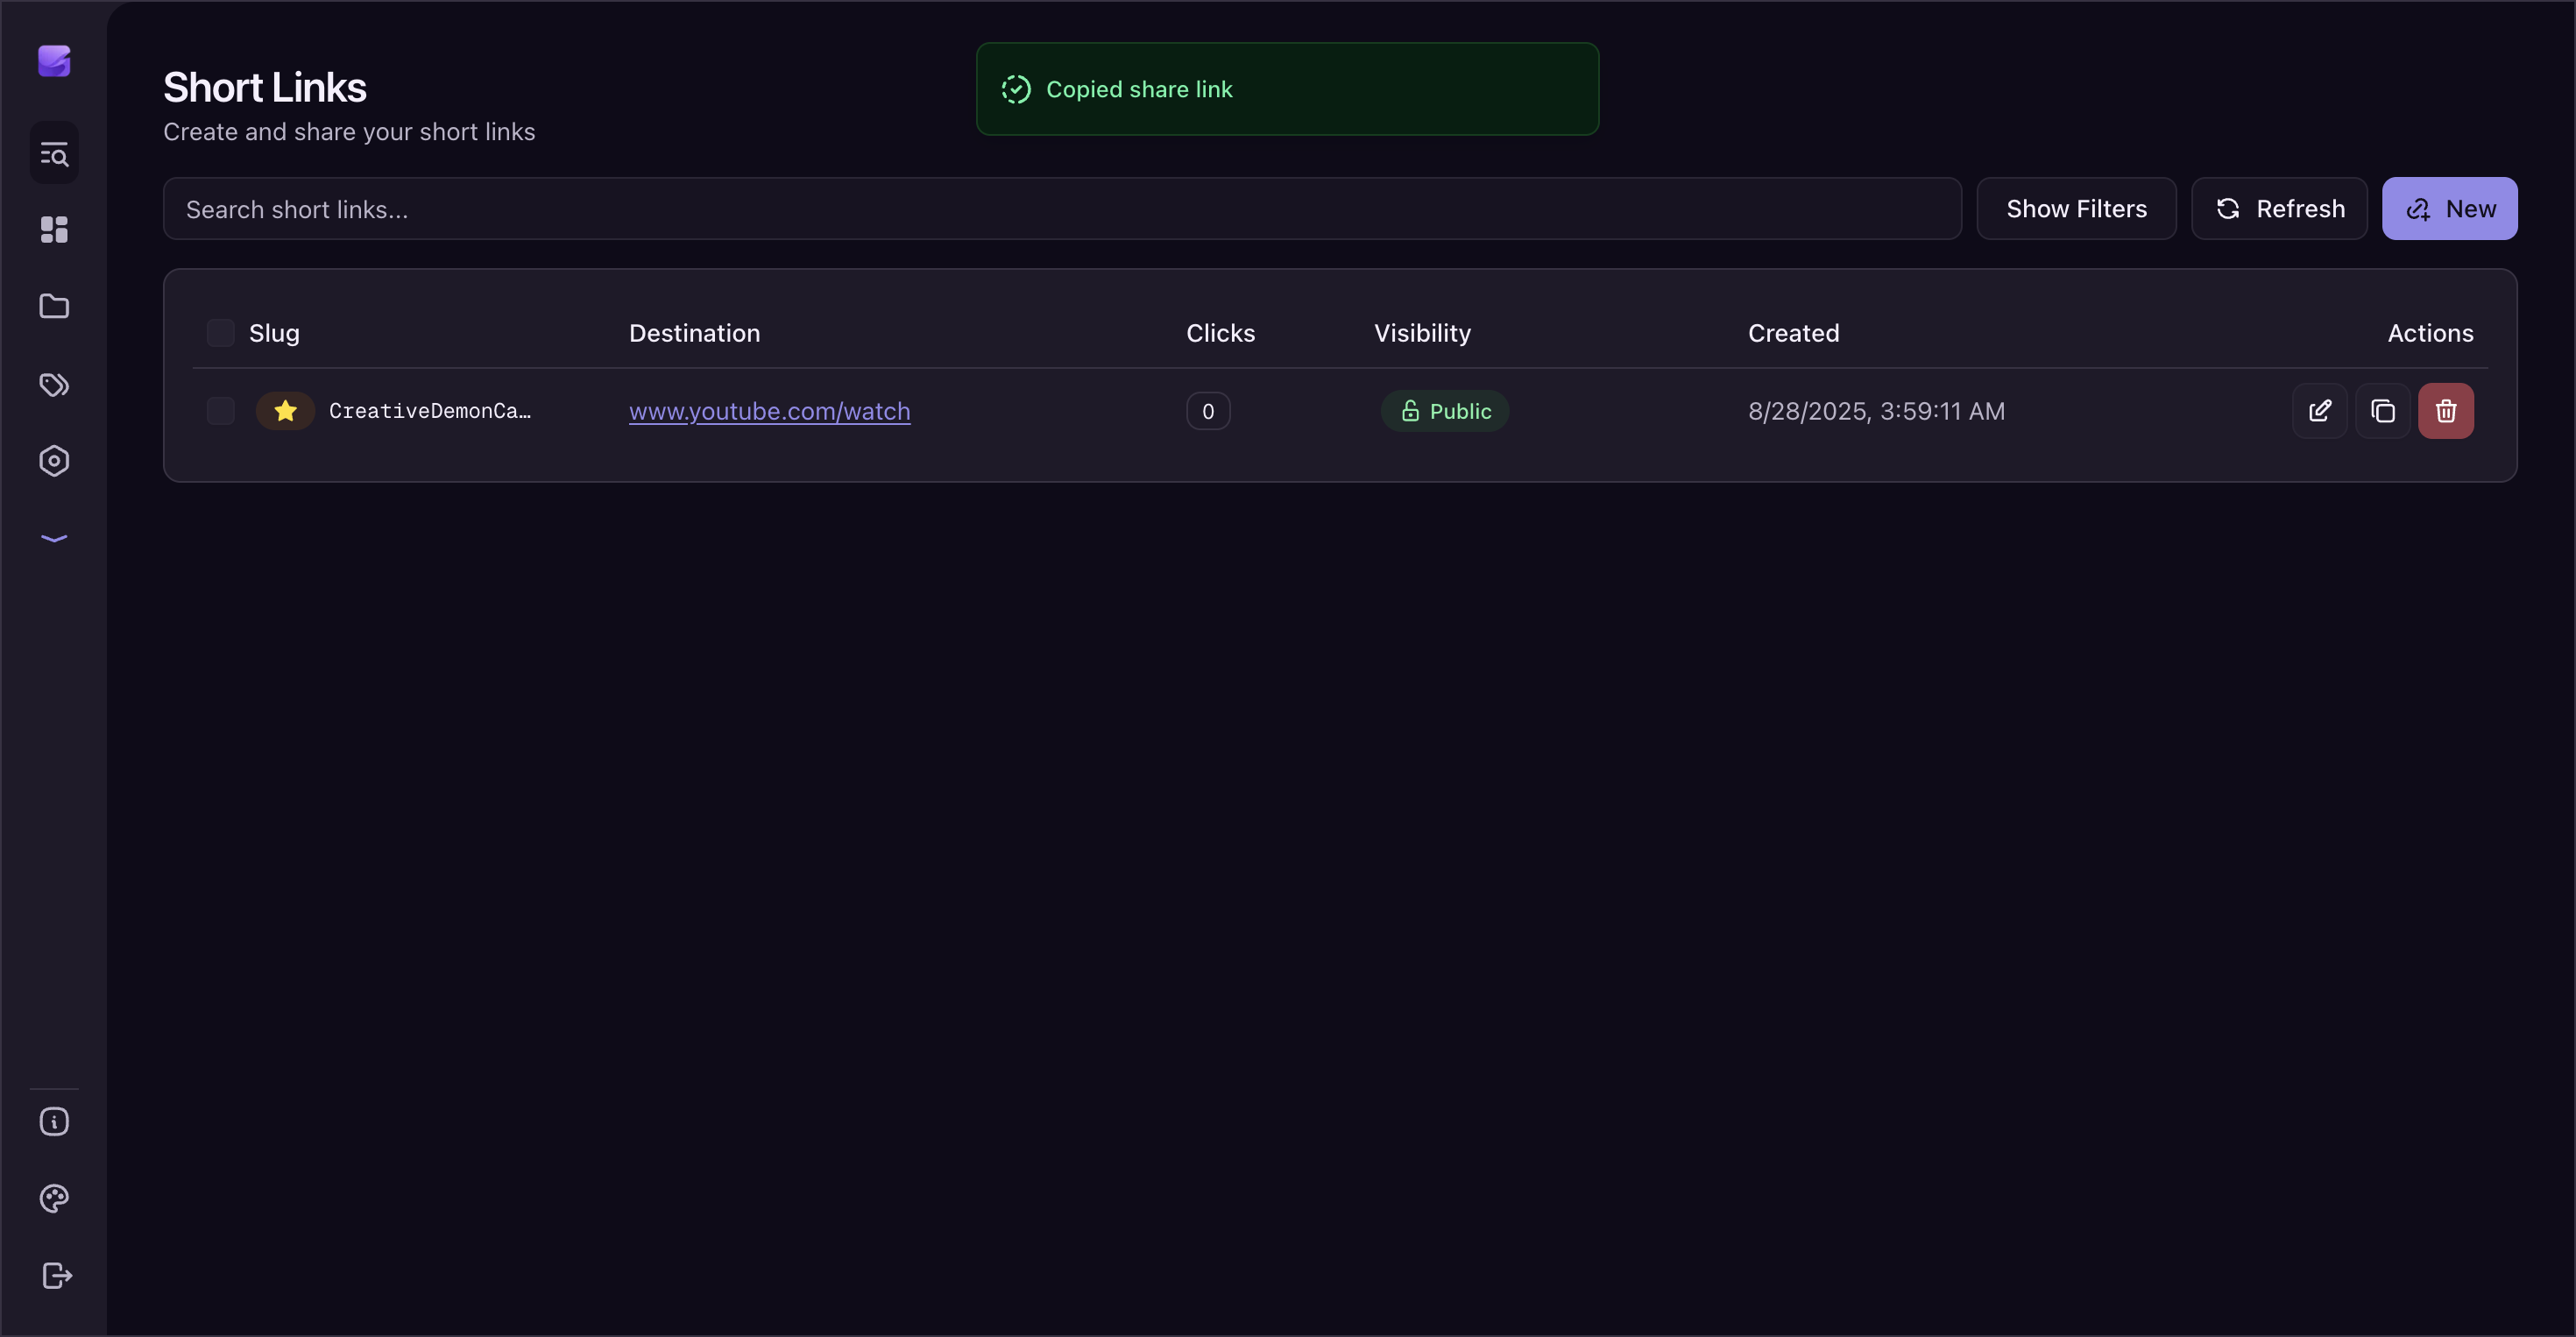 Short Links
Create and share your short links
Copied share link
Search short links...
Show Filters
Refresh
New
Slug Destination Clicks Visibility Created Actions
CreativeDemonCa… www.youtube.com/watch 0 Public 8/28/2025, 3:59:11 AM